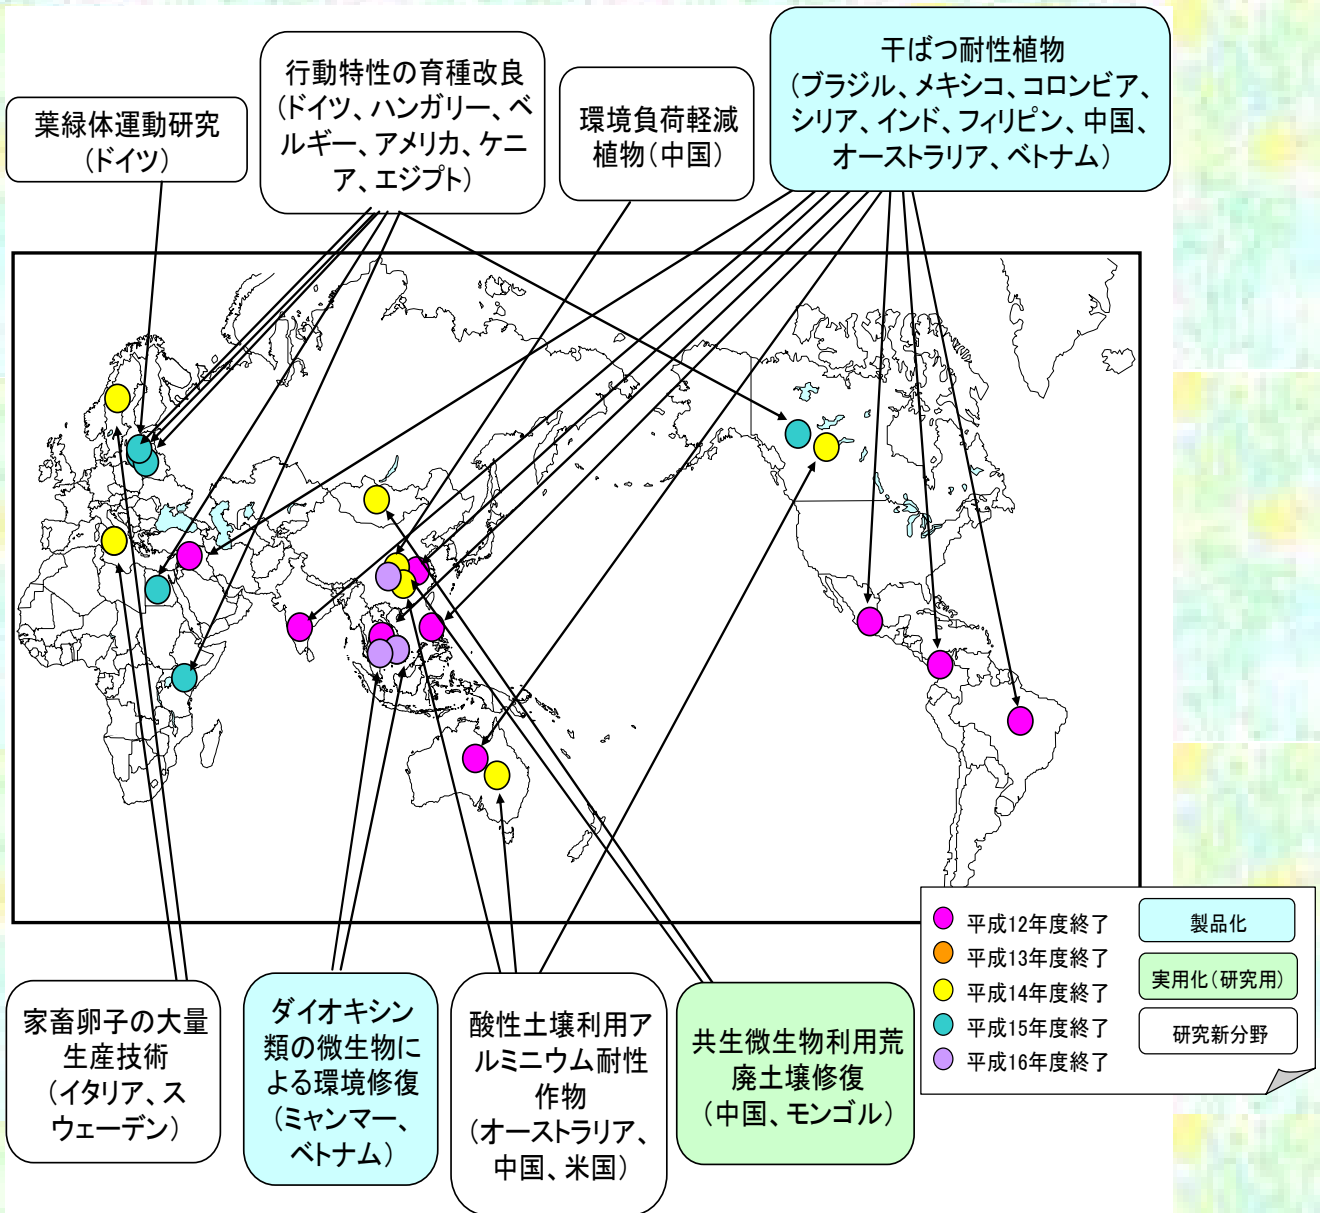 葉緑体運動研究
(ドイツ)
行動特性の育種改良
(ドイツ、ハンガリー、ベ
ルギー、アメリカ、ケニ
ア、エジプト)
環境負荷軽減
植物(中国)
干ばつ耐性植物
(ブラジル、メキシコ、コロンビア、
シリア、インド、フィリピン、中国、
オーストラリア、ベトナム)
家畜卵子の大量
生産技術
(イタリア、ス
ウェーデン)
ダイオキシン
類の微生物に
よる環境修復
(ミャンマー、
ベトナム)
酸性土壌利用ア
ルミニウム耐性
作物
(オーストラリア、
中国、米国)
共生微生物利用荒
廃土壌修復
(中国、モンゴル)
平成12年度終了
平成13年度終了
平成14年度終了
平成15年度終了
平成16年度終了
製品化
実用化(研究用)
研究新分野